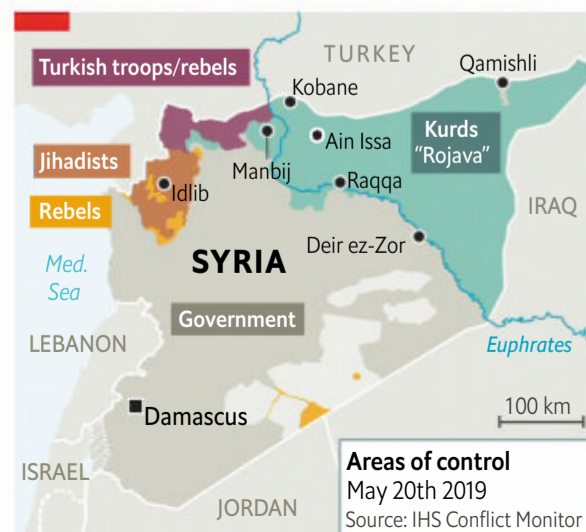 TURKEY
Turkish troops/rebels
Qamishli
Kobane
Kurds
"Rojava"
Ain Issa
Jihadists
Manbij
Idlib
Raqqa
Rebels
IRAQ
Deir ez-Zor
SYRIA
Med.
Sea
Government
LEBANON
Euphrates
Damascus
100 km
ISRAEL
JORDAN
Areas of control
May 20th 2019
Source: IHS Conflict Monitor